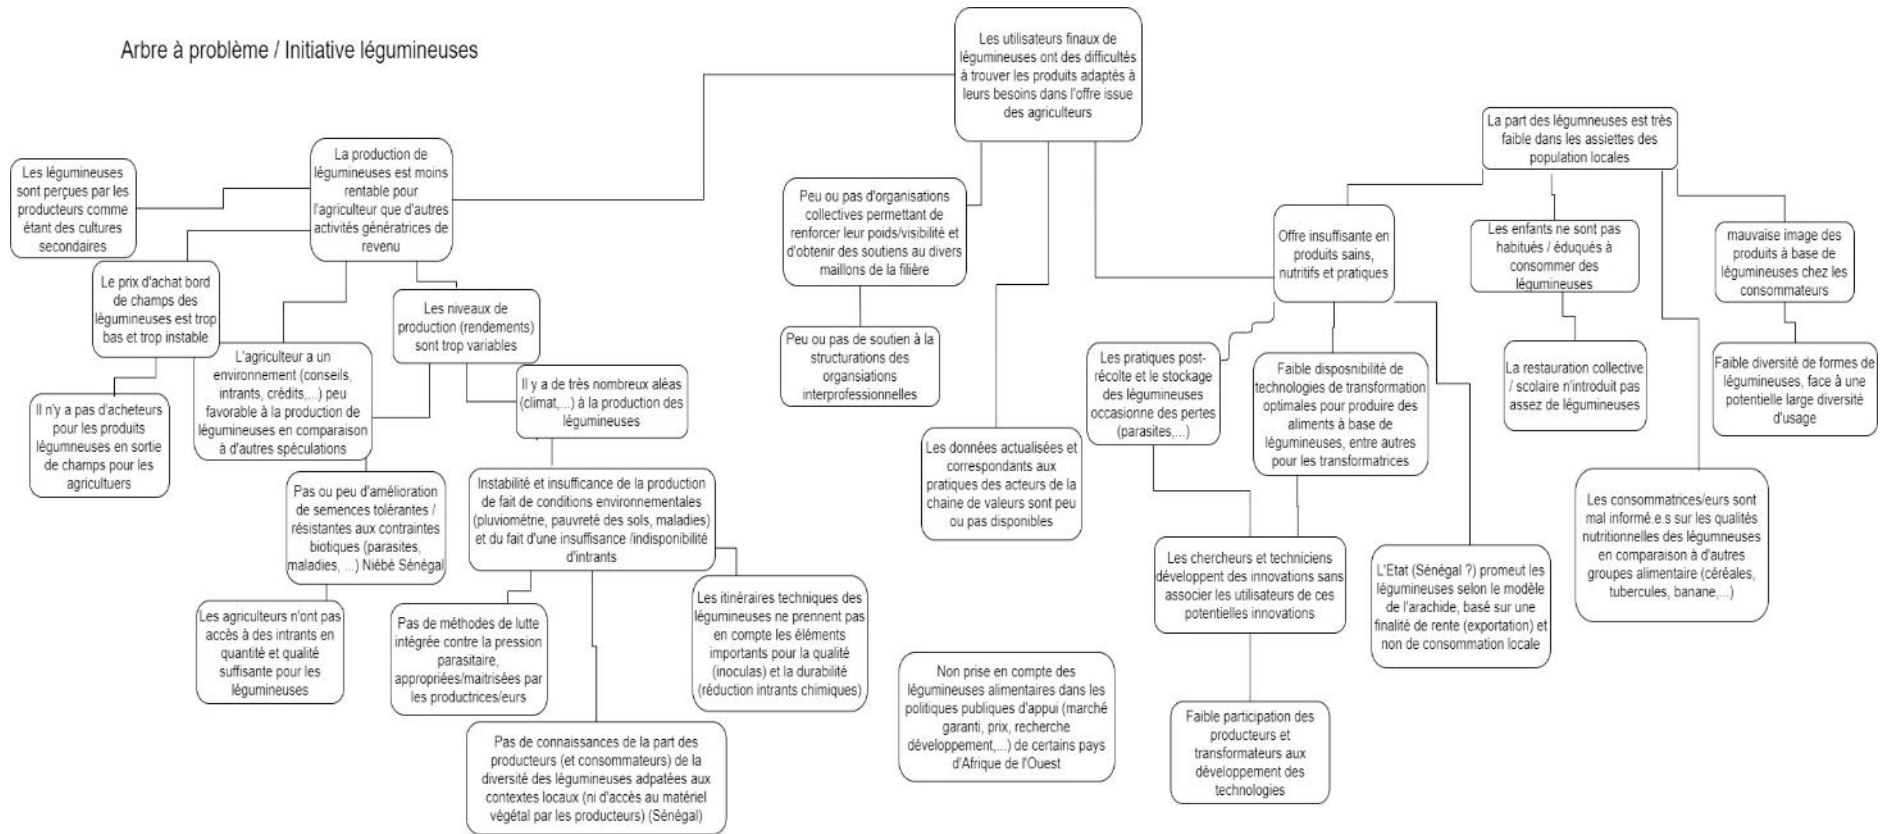 Arbre à problème / Initiative légumineuses
Les utilisateurs finaux de
légumineuses ont des difficultés
à trouver les produits adaptés à
leurs besoins dans l'offre issue
des agriculteurs
La part des légumneuses est très
faible dans les assiettes des
population locales
Les légumineuses
sont perçues par les
producteurs comme
étant des cultures
secondaires
La production de
légumineuses est moins
rentable pour
l'agriculteur que d'autres
activités génératrices de
revenu
Peu ou pas d'organisations
collectives permettant de
renforcer leur poids/visibilité et
d'obtenir des soutiens au divers
maillons de la filière
Offre insuffisante en
produits sains,
nutritifs et pratiques
Les enfants ne sont pas
habitués / éduqués à
consommer des
légumineuses
mauvaise image des
produits à base de
légumineuses chez les
consommateurs
Le prix d'achat bord
de champs des
légumineuses est trop
bas et trop instable
Les niveaux de
production (rendements)
sont trop variables
Peu ou pas de soutien à la
structurations des
organsiations
interprofessionnelles
L'agriculteur a un
environnement (conseils,
intrants, crédits,...) peu
favorable à la production de
légumineuses en comparaison
à d'autres spéculations
Il y a de très nombreux aléas
(climat,...) à la production des
légumineuses
Les pratiques post-
récolte et le stockage
des légumineuses
occasionne des pertes
(parasites,...)
Faible disposnibilité de
technologies de transformation
optimales pour produire des
aliments à base de
légumineuses, entre autres
pour les transformatrices
La restauration collective
/ scolaire n'introduit pas
assez de légumineuses
Faible diversité de formes de
légumineuses, face à une
potentielle large diversité
d'usage
Il n'y a pas d'acheteurs
pour les produits
légumneuses en sortie
de champs pour les
agricultuers
Les données actualisées et
correspondants aux
pratiques des acteurs de la
chaine de valeurs sont peu
ou pas disponibles
Pas ou peu d'amélioration
de semences tolérantes /
résistantes aux contraintes
biotiques (parasites,
maladies, ...) Niébé Sénégal
Instabilité et insufficance de la production
de fait de conditions environnementales
(pluviométrie, pauvreté des sols, maladies)
et du fait d'une insuffisance /indisponibilité
d'intrants
Les consommatrices/eurs sont
mal informé.e.s sur les qualités
nutritionnelles des légumneuses
en comparaison à d'autres
groupes alimentaire (céréales,
tubercules, banane,...)
Les chercheurs et techniciens
développent des innovations sans
associer les utilisateurs de ces
potentielles innovations
L'Etat (Sénégal ?) promeut les
légumineuses selon le modèle
de l'arachide, basé sur une
finalité de rente (exportation) et
non de consommation locale
Les agriculteurs n'ont pas
accès à des intrants en
quantité et qualité
suffisante pour les
légumineuses
Pas de méthodes de lutte
intégrée contre la pression
parasitaire,
appropriées/maitrisées par
les productrices/eurs
Les itinéraires techniques des
légumineuses ne prennent pas
en compte les éléments
importants pour la qualité
(inoculas) et la durabilité
(réduction intrants chimiques)
Non prise en compte des
légumineuses alimentaires dans les
politiques publiques d'appui (marché
garanti, prix, recherche
développement,...) de certains pays
d'Afrique de l'Ouest
Faible participation des
producteurs et
transformateurs aux
développement des
technologies
Pas de connaissances de la part des
producteurs (et consommateurs) de la
diversité des légumineuses adpatées aux
contextes locaux (ni d'accès au matériel
végétal par les producteurs) (Sénégal)